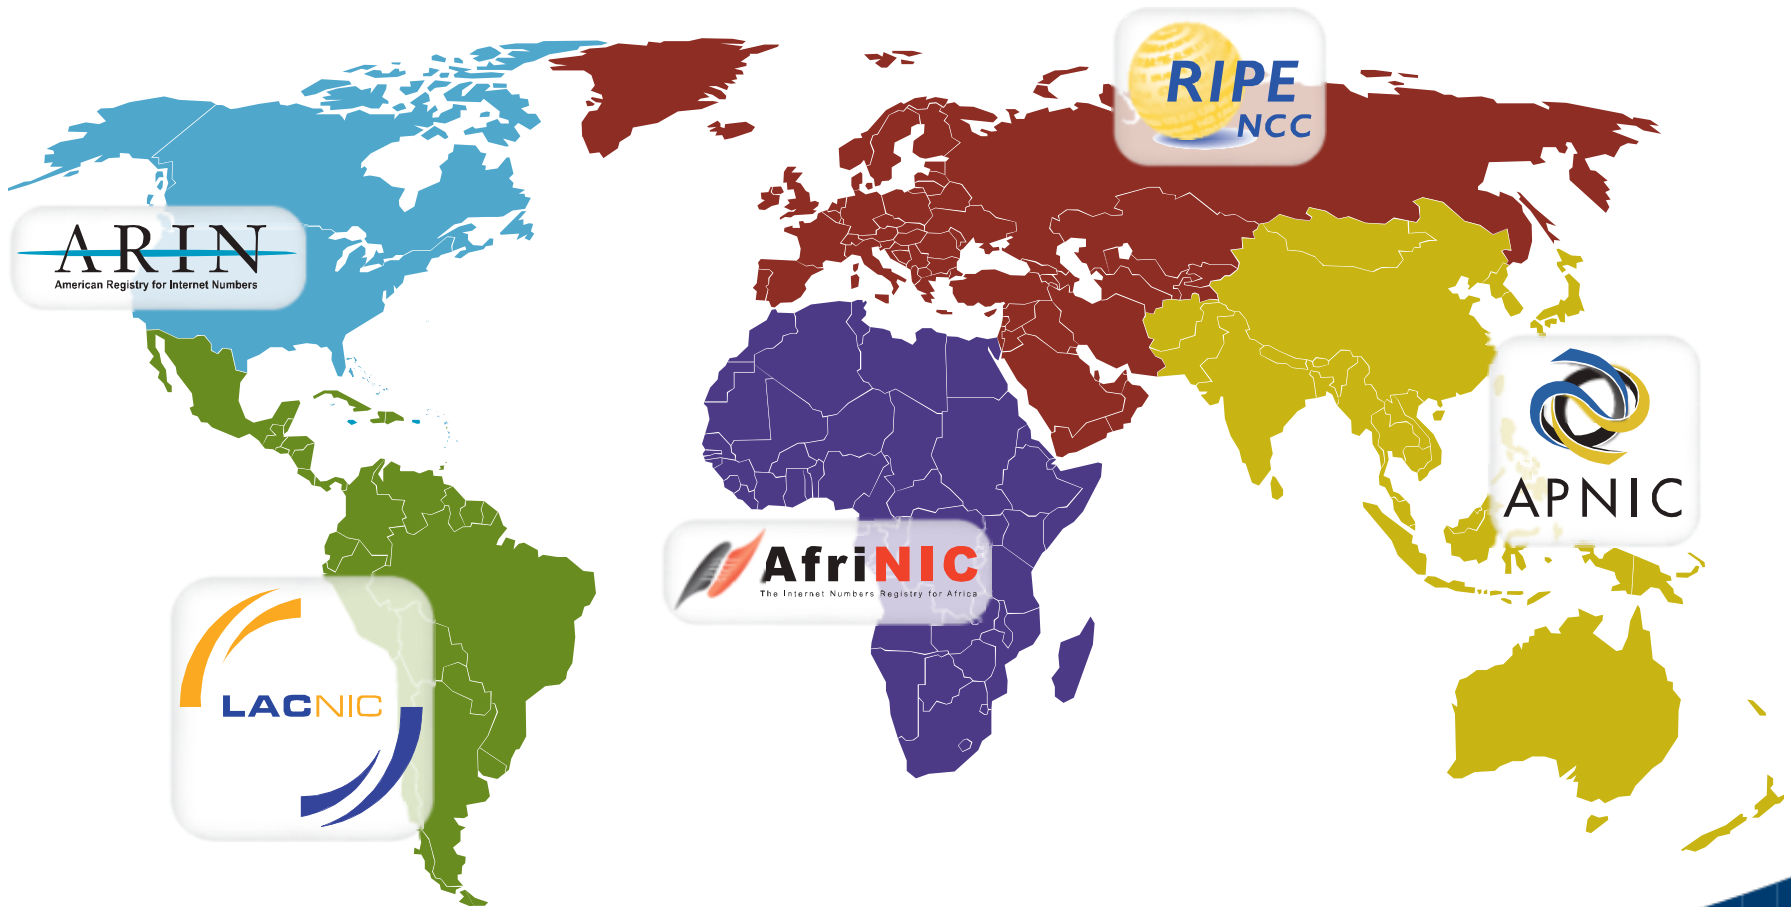 RIPE
NCC
ARIN
American Registry for Internet Numbers
APNIC
AfriNIC
The Internet Numbers Registry for Africa
LACNIC